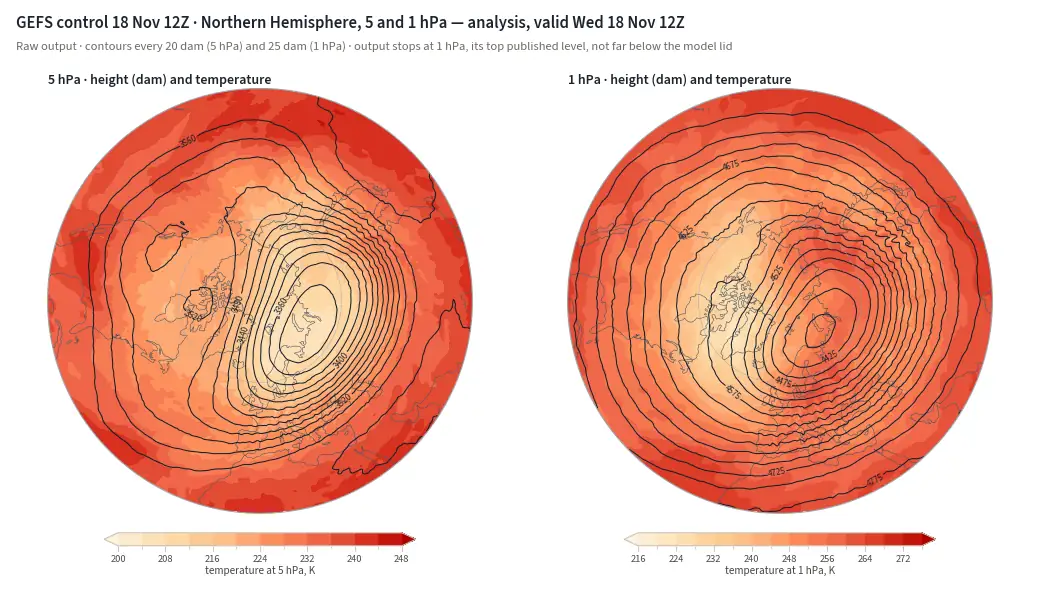 GEFS control 18 Nov 12Z · Northern Hemisphere, 5 and 1 hPa — analysis, valid Wed 18 Nov 12Z
Raw output · contours every 20 dam (5 hPa) and 25 dam (1 hPa) · output stops at 1 hPa, its top published level, not far below the model lid
5 hPa · height (dam) and temperature
1 hPa · height (dam) and temperature
3560
3520
3440
3400
3520
4675
4625
4525
4425
4475
4575
4725
4775
200 208 216 224 232 240 248
temperature at 5 hPa, K
216 224 232 240 248 256 264 272
temperature at 1 hPa, K